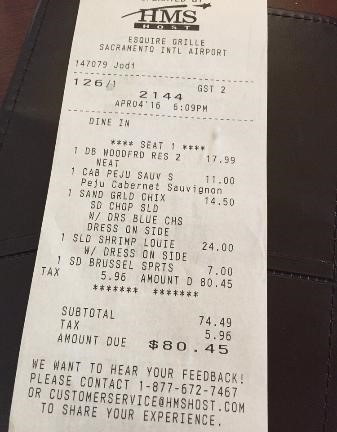 OPERATED BY
HMS
HOST
ESQUIRE GRILLE
SACRAMENTO INTL AIRPORT
147079 Jodi
126/1 GST 2
2144
APR04'16 6:09PM
DINE IN
**** SEAT 1 ****
1 DB WOODFRD RES 2 17.99
NEAT
1 CAB PEJU SAUV S 11.00
Peju Cabernet Sauvignon
1 SAND GRLD CHIX 14.50
SD CHOP SLD
W/ DRS BLUE CHS
DRESS ON SIDE
1 SLD SHRIMP LOUIE 24.00
W/ DRESS ON SIDE
1 SD BRUSSEL SPRTS 7.00
TAX 5.96 AMOUNT D 80.45
******* *******
SUBTOTAL 74.49
TAX 5.96
AMOUNT DUE $80.45
WE WANT TO HEAR YOUR FEEDBACK!
PLEASE CONTACT 1-877-672-7467
OR CUSTOMERSERVICE@HMSHOST.COM
TO SHARE YOUR EXPERIENCE.